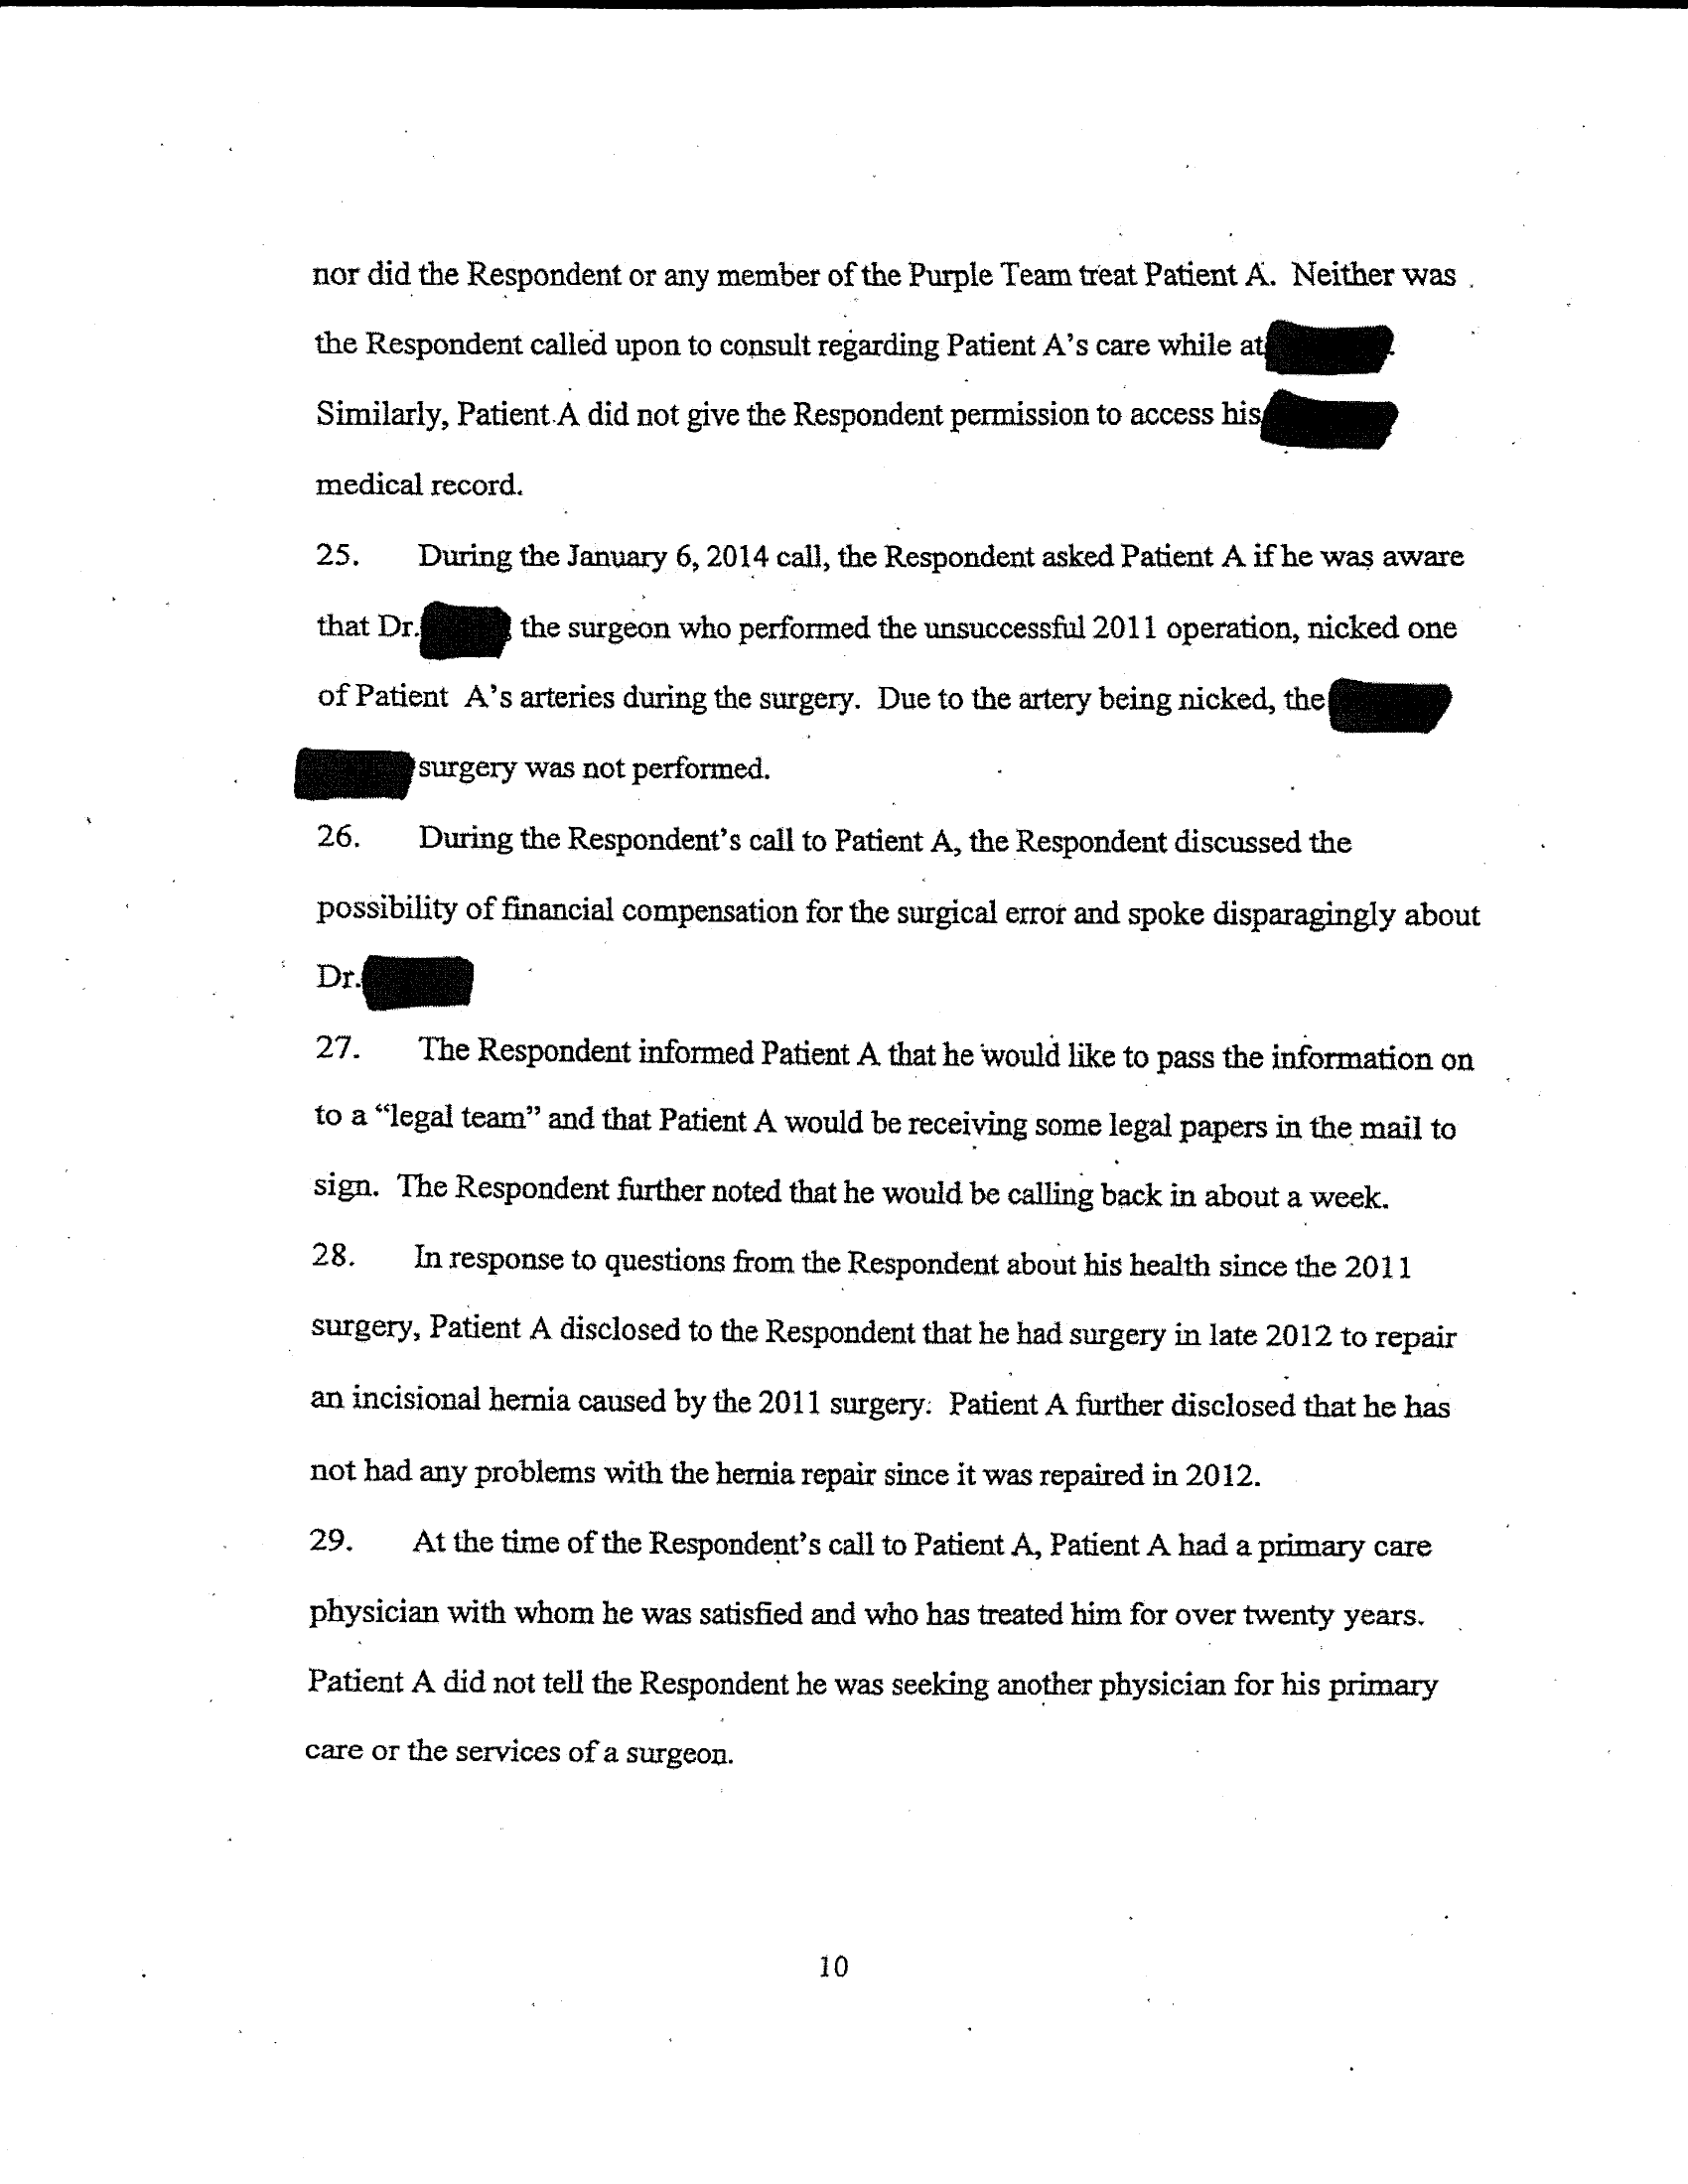 nor did the Respondent or any member of the Purple Team treat Patient A. Neither was
the Respondent called upon to consult regarding Patient A's care while at
Similarly, Patient A did not give the Respondent permission to access his
medical record.
25. During the January 6, 2014 call, the Respondent asked Patient A if he was aware
that Dr. the surgeon who performed the unsuccessful 2011 operation, nicked one
of Patient A's arteries during the surgery. Due to the artery being nicked, the
surgery was not performed.
26. During the Respondent's call to Patient A, the Respondent discussed the
possibility of financial compensation for the surgical error and spoke disparagingly about
Dr.
27. The Respondent informed Patient A that he would like to pass the information on
to a “legal team” and that Patient A would be receiving some legal papers in the mail to
sign. The Respondent further noted that he would be calling back in about a week.
28. In response to questions from the Respondent about his health since the 2011
surgery, Patient A disclosed to the Respondent that he had surgery in late 2012 to repair
an incisional hernia caused by the 2011 surgery. Patient A further disclosed that he has
not had any problems with the hernia repair since it was repaired in 2012.
29. At the time of the Respondent's call to Patient A, Patient A had a primary care
physician with whom he was satisfied and who has treated him for over twenty years.
Patient A did not tell the Respondent he was seeking another physician for his primary
care or the services of a surgeon.
10